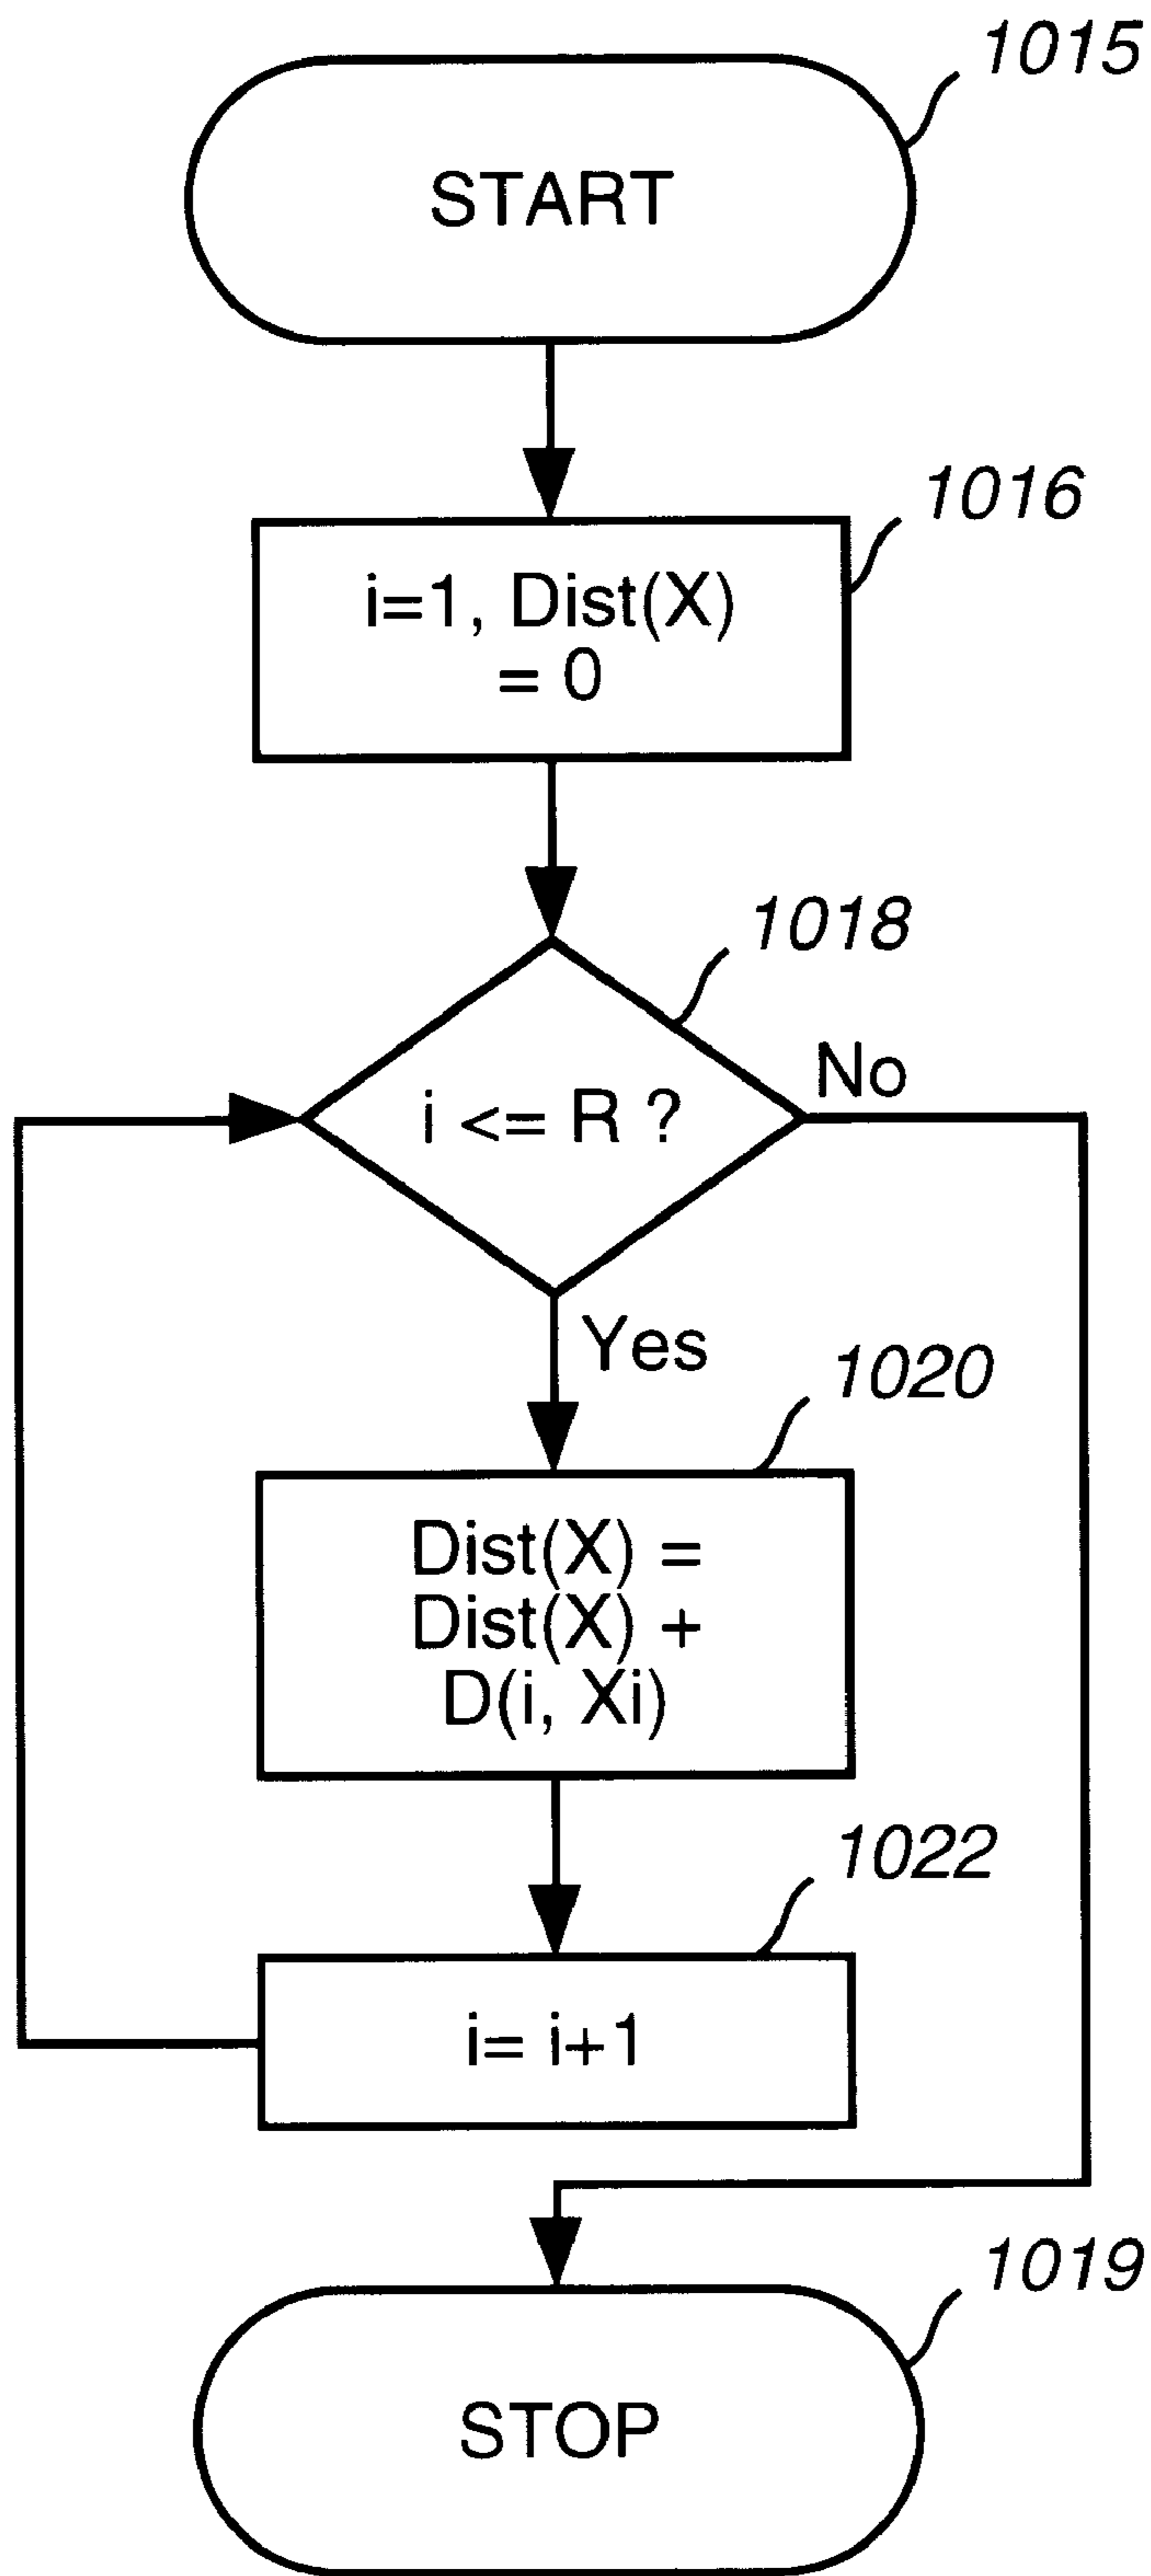 1015
START
1016
i=1, Dist(X)
= 0
1018
i <= R ?
No
Yes
1020
Dist(X) =
Dist(X) +
D(i, Xi)
1022
i= i+1
1019
STOP